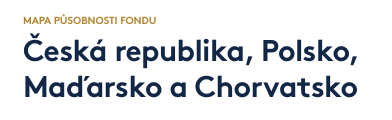 MAPA PŮSOBNOSTI FONDU
Česká republika, Polsko,
Maďarsko a Chorvatsko